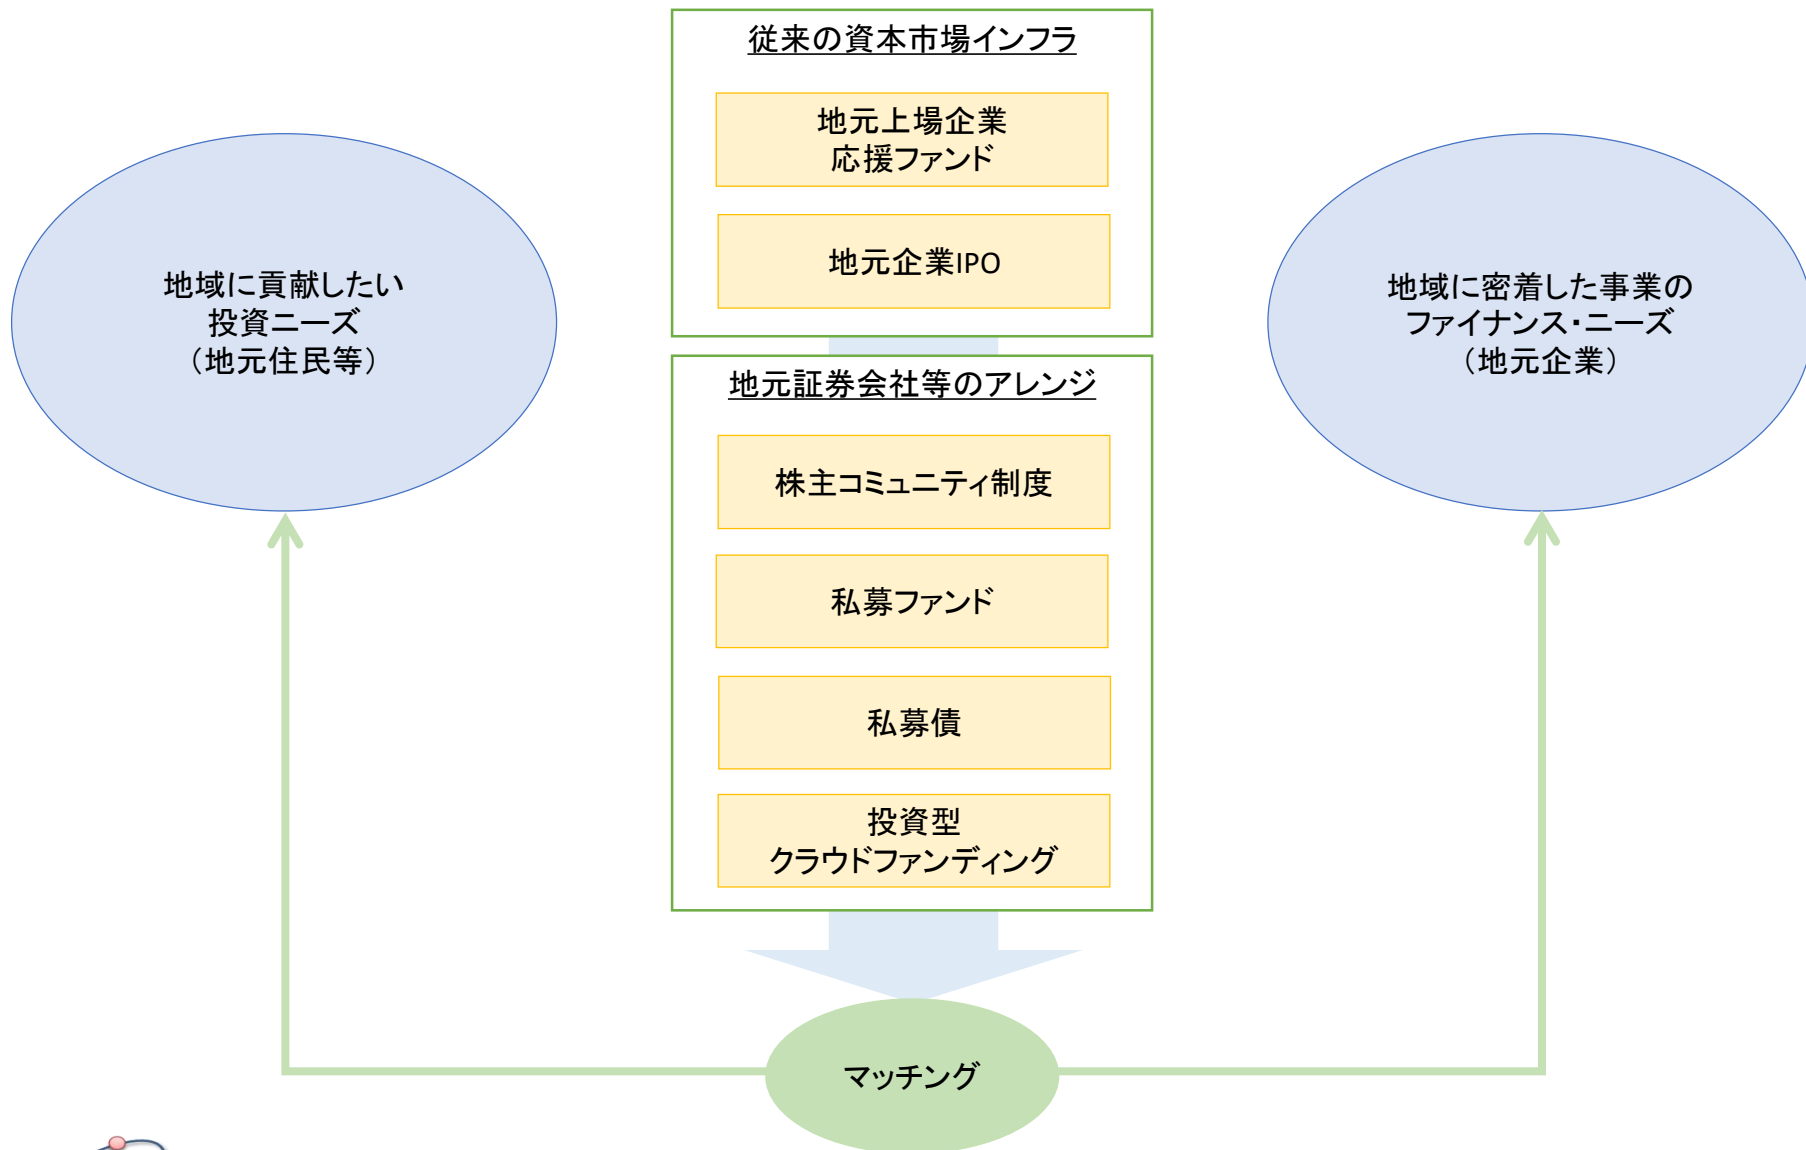 従来の資本市場インフラ
地元上場企業
応援ファンド
地元企業IPO
地域に貢献したい
投資ニーズ
（地元住民等）
地域に密着した事業の
ファイナンス・ニーズ
（地元企業）
地元証券会社等のアレンジ
株主コミュニティ制度
私募ファンド
私募債
投資型
クラウドファンディング
マッチング